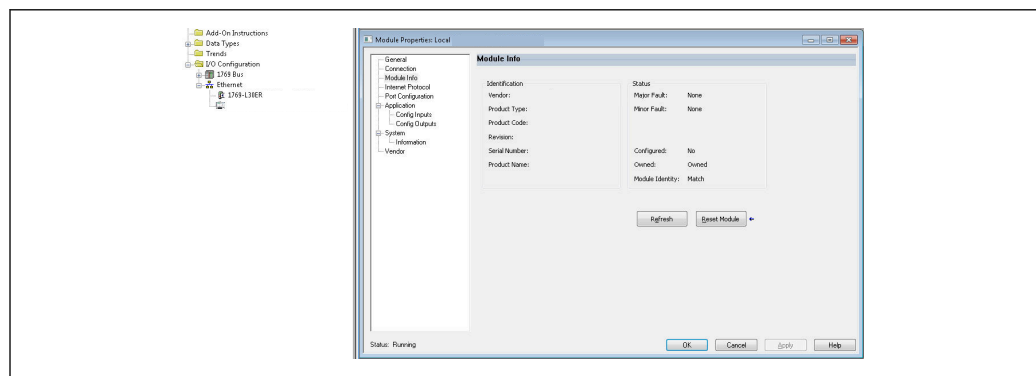 Add-On Instructions
Data Types
Trends
I/O Configuration
1769 Bus
Ethernet
1769-L30ER
Module Properties: Local
General
Connection
Module Info
Internet Protocol
Port Configuration
Application
Config Inputs
Config Outputs
System
Information
Vendor
Module Info
Identification
Vendor:
Product Type:
Product Code:
Revision:
Serial Number:
Product Name:
Status
Major Fault: None
Minor Fault: None
Configured: No
Owned: Owned
Module Identity: Match
Refresh
Reset Module
Status: Running
OK
Cancel
Apply
Help